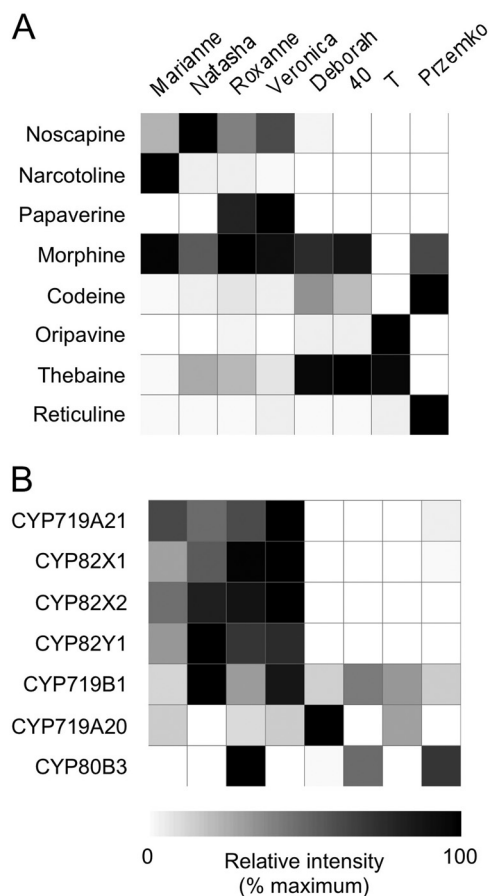 A
Marianne Natasha Roxanne Veronica Deborah 40 T Przemko
Noscapine
Narcotoline
Papaverine
Morphine
Codeine
Oripavine
Thebaine
Reticuline
B
CYP719A21
CYP82X1
CYP82X2
CYP82Y1
CYP719B1
CYP719A20
CYP80B3
0 100
Relative intensity
(% maximum)